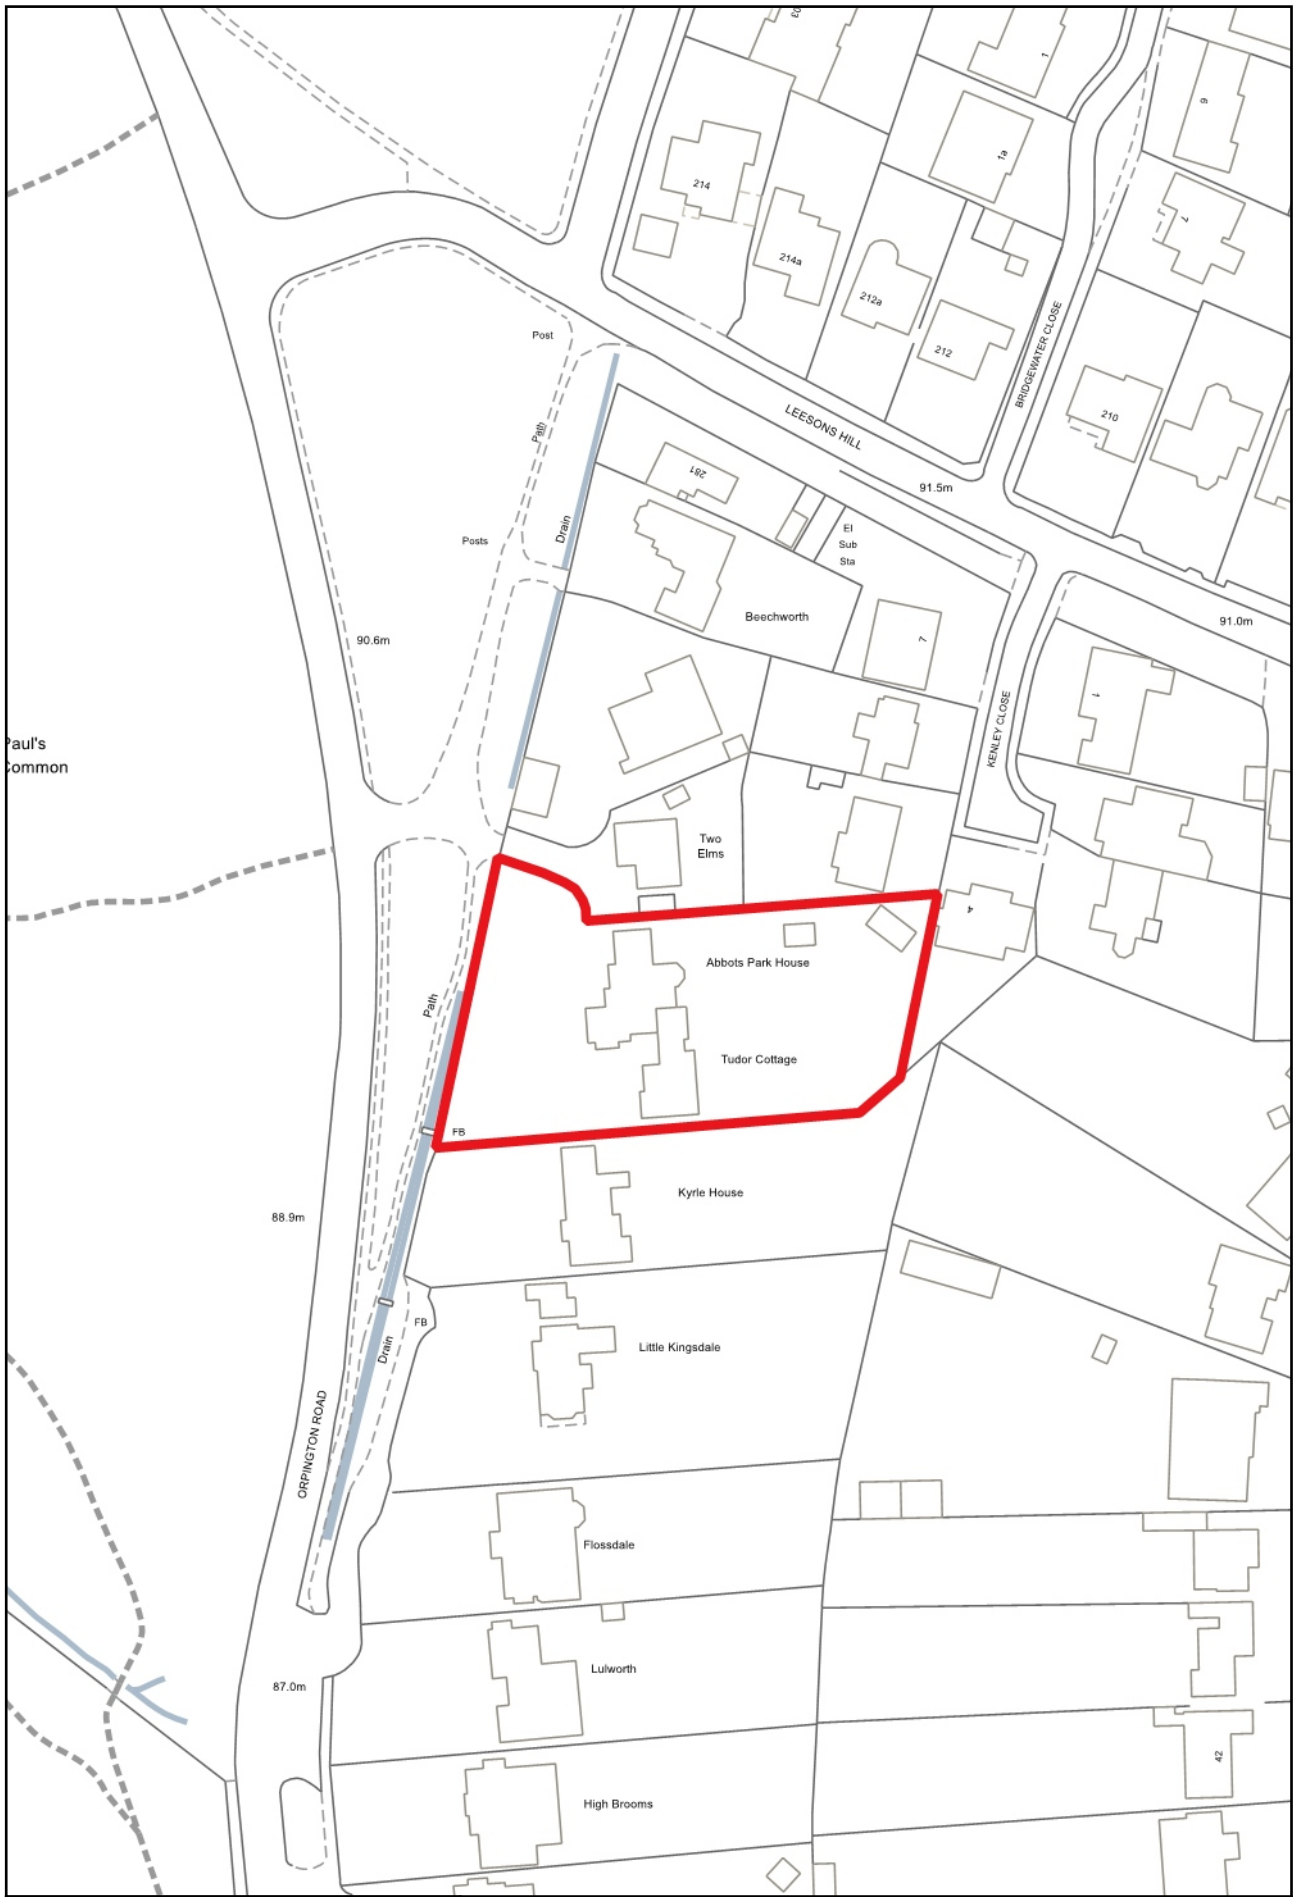 03
1
6
1a
214
7
214a
212a
212
Post
BRIDGEWATER CLOSE
LEESONS HILL
210
Path
281
91.5m
Drain
El
Sub
Sta
Posts
Beechworth
91.0m
90.6m
7
1
KENLEY CLOSE
Paul's
Common
Two
Elms
4
Abbots Park House
Path
Tudor Cottage
FB
Kyrle House
88.9m
FB
Drain
Little Kingsdale
ORPINGTON ROAD
Flossdale
Lulworth
87.0m
42
High Brooms